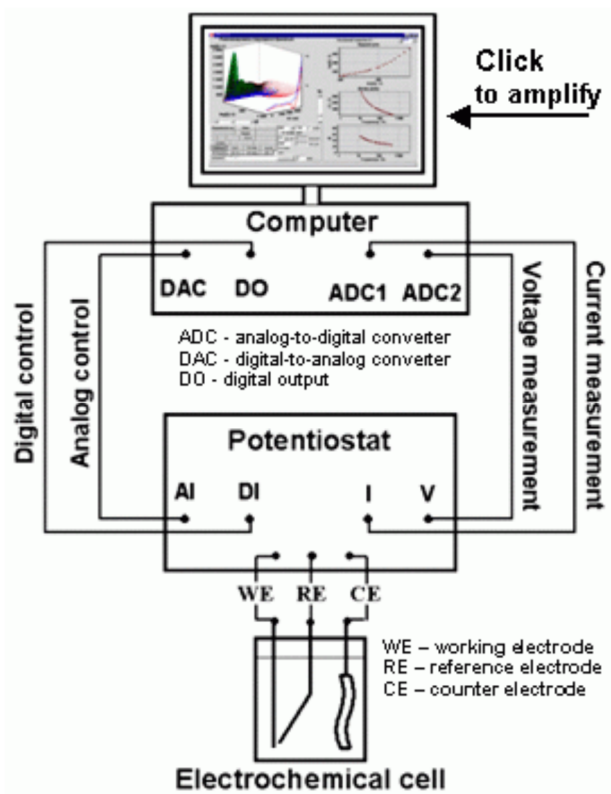 Click
to amplify
Computer
DAC DO ADC1 ADC2
ADC - analog-to-digital converter
DAC - digital-to-analog converter
DO - digital output
Digital control
Analog control
Voltage measurement
Current measurement
Potentiostat
AI DI I V
WE RE CE
WE – working electrode
RE – reference electrode
CE – counter electrode
Electrochemical cell